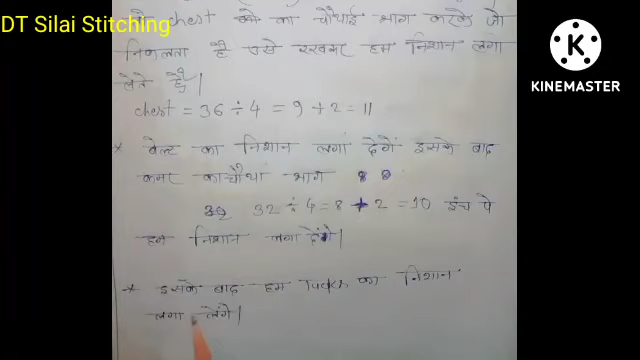 DT Silai Stitching
chest का चौथाई भाग करके जो
निकलता है उसे रखकर हम निशान लगा
लेते है।
chest = 36 ÷ 4 = 9 + 2 = 11
* बेल्ट का निशान लगा देगें इसके बाद
कमर का चौथा भाग
32 32 ÷ 4 = 8 + 2 = 10 इंच पे
हम निशान लगा देंगे।
* इसके बाद हम Tucks का निशान
लगा लेंगे।
KINEMASTER